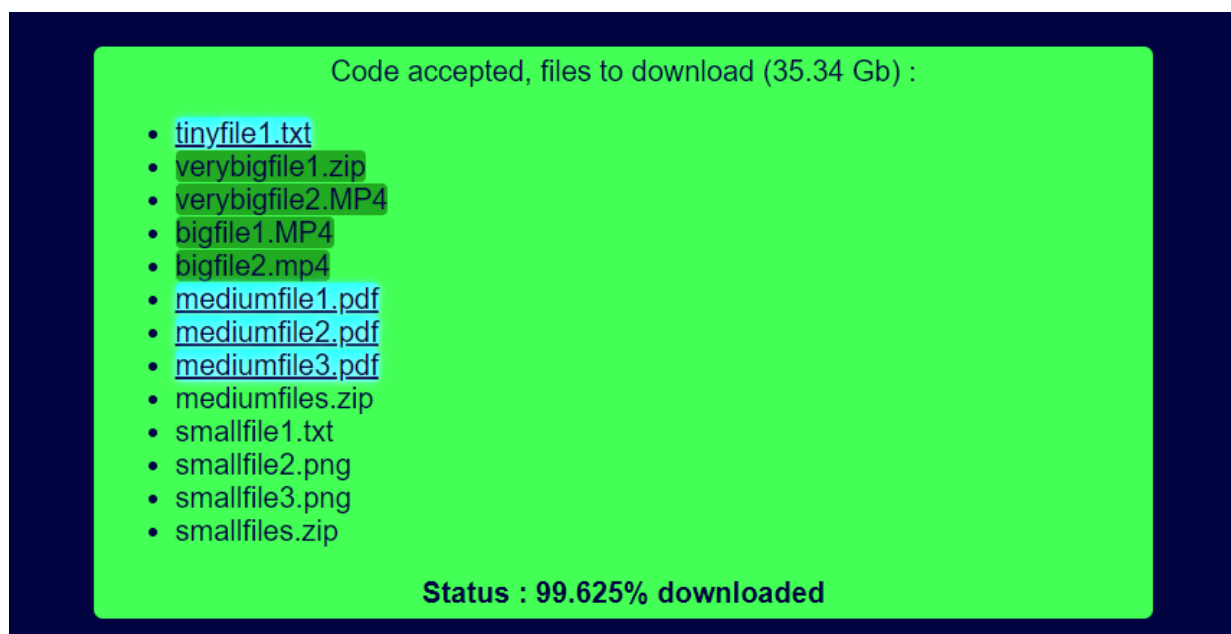 Code accepted, files to download (35.34 Gb) :
tinyfile1.txt
verybigfile1.zip
verybigfile2.MP4
bigfile1.MP4
bigfile2.mp4
mediumfile1.pdf
mediumfile2.pdf
mediumfile3.pdf
mediumfiles.zip
smallfile1.txt
smallfile2.png
smallfile3.png
smallfiles.zip
Status : 99.625% downloaded